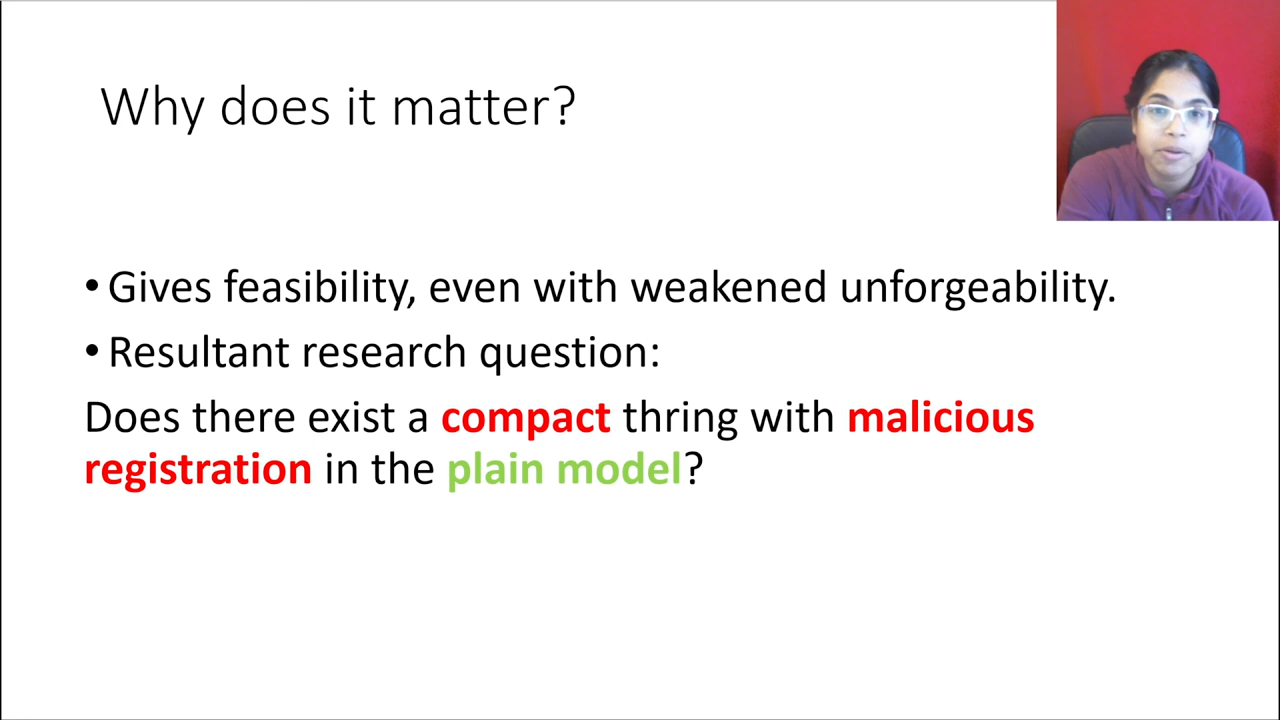 Why does it matter?
• Gives feasibility, even with weakened unforgeability.
• Resultant research question:
Does there exist a compact thring with malicious
registration in the plain model?